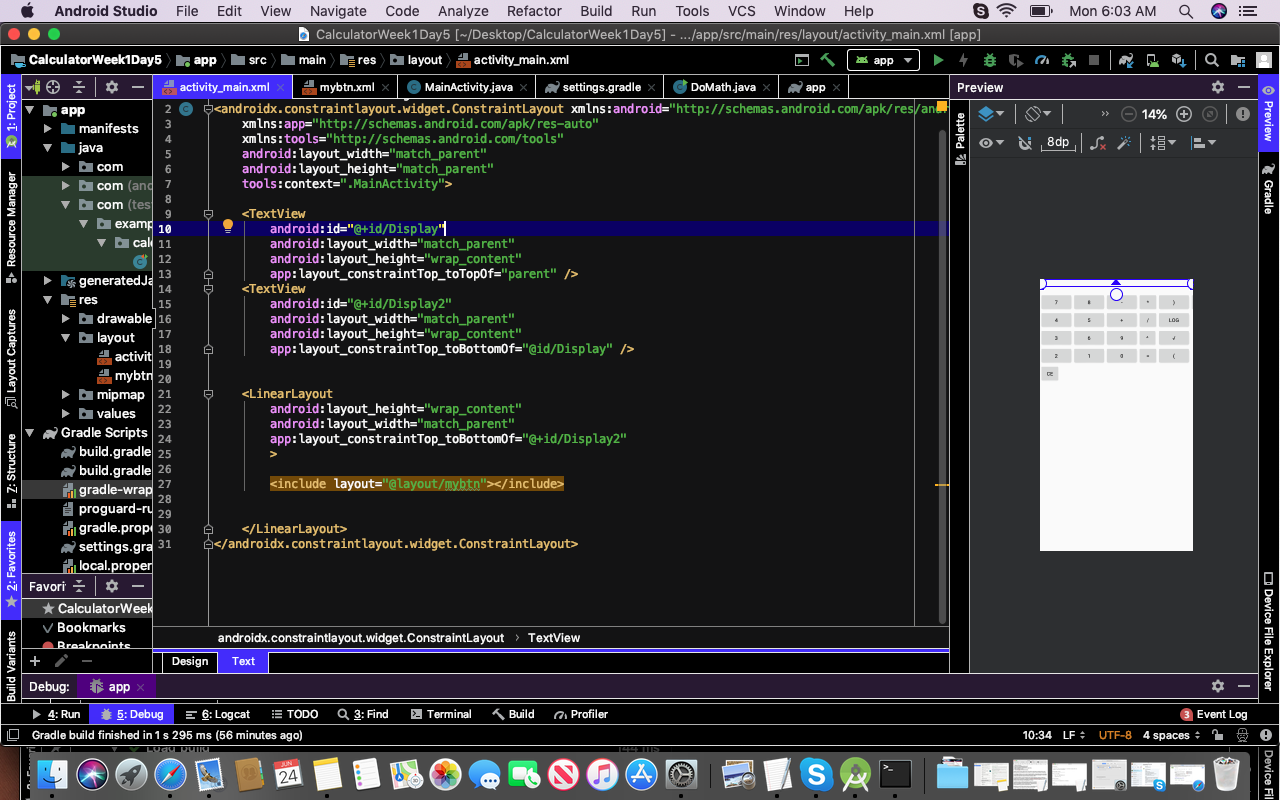 Android Studio File Edit View Navigate Code Analyze Refactor Build Run Tools VCS Window Help Mon 6:03 AM
CalculatorWeek1Day5 [~/Desktop/CalculatorWeek1Day5] - .../app/src/main/res/layout/activity_main.xml [app]
CalculatorWeek1Day5 app src main res layout activity_main.xml app
activity_main.xml mybtn.xml MainActivity.java settings.gradle DoMath.java app
Preview
1: Project
Resource Manager
Layout Captures
Z: Structure
2: Favorites
Build Variants
app
manifests
java
com
com (and
com (tes
examp
cal
generatedJa
res
drawable
layout
activit
mybtn
mipmap
values
Gradle Scripts
build.gradle
build.gradle
gradle-wrap
proguard-ru
gradle.prope
settings.gra
local.proper
Favorit
CalculatorWeek
Bookmarks
Breakpoints
2 <androidx.constraintlayout.widget.ConstraintLayout xmlns:android="http://schemas.android.com/apk/res/and
3 xmlns:app="http://schemas.android.com/apk/res-auto"
4 xmlns:tools="http://schemas.android.com/tools"
5 android:layout_width="match_parent"
6 android:layout_height="match_parent"
7 tools:context=".MainActivity">
8
9 <TextView
10 android:id="@+id/Display"
11 android:layout_width="match_parent"
12 android:layout_height="wrap_content"
13 app:layout_constraintTop_toTopOf="parent" />
14 <TextView
15 android:id="@+id/Display2"
16 android:layout_width="match_parent"
17 android:layout_height="wrap_content"
18 app:layout_constraintTop_toBottomOf="@id/Display" />
19
20
21 <LinearLayout
22 android:layout_height="wrap_content"
23 android:layout_width="match_parent"
24 app:layout_constraintTop_toBottomOf="@+id/Display2"
25 >
26
27 <include layout="@layout/mybtn"></include>
28
29
30 </LinearLayout>
31 </androidx.constraintlayout.widget.ConstraintLayout>
androidx.constraintlayout.widget.ConstraintLayout › TextView
Design Text
Palette
14%
8dp
7 8 - * )
4 5 + / LOG
3 6 9 ^ √
2 1 0 = (
CE
Preview
Gradle
Device File Explorer
Debug: app
4: Run 5: Debug 6: Logcat TODO 3: Find Terminal Build Profiler 3 Event Log
Gradle build finished in 1 s 295 ms (56 minutes ago) 10:34 LF UTF-8 4 spaces
Load build 144 ms
JUN
24